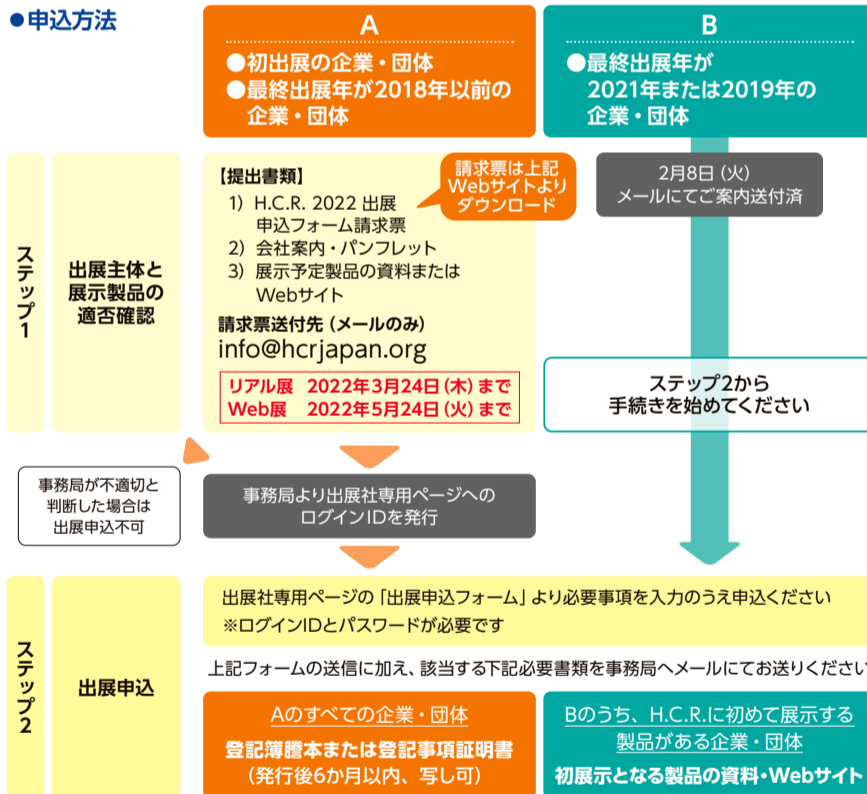 ●申込方法
A
●初出展の企業・団体
●最終出展年が2018年以前の
企業・団体
B
●最終出展年が
2021年または2019年の
企業・団体
ステップ1
出展主体と
展示製品の
適否確認
【提出書類】
1) H.C.R. 2022 出展
申込フォーム請求票
2) 会社案内・パンフレット
3) 展示予定製品の資料または
Webサイト
請求票は上記
Webサイトより
ダウンロード
請求票送付先（メールのみ）
info@hcrjapan.org
リアル展 2022年3月24日（木）まで
Web展 2022年5月24日（火）まで
2月8日（火）
メールにてご案内送付済
ステップ2から
手続きを始めてください
事務局が不適切と
判断した場合は
出展申込不可
事務局より出展社専用ページへの
ログインIDを発行
ステップ2
出展申込
出展社専用ページの「出展申込フォーム」より必要事項を入力のうえ申込ください
※ログインIDとパスワードが必要です
上記フォームの送信に加え、該当する下記必要書類を事務局へメールにてお送りください
Aのすべての企業・団体
登記簿謄本または登記事項証明書
（発行後6か月以内、写し可）
Bのうち、H.C.R.に初めて展示する
製品がある企業・団体
初展示となる製品の資料・Webサイト